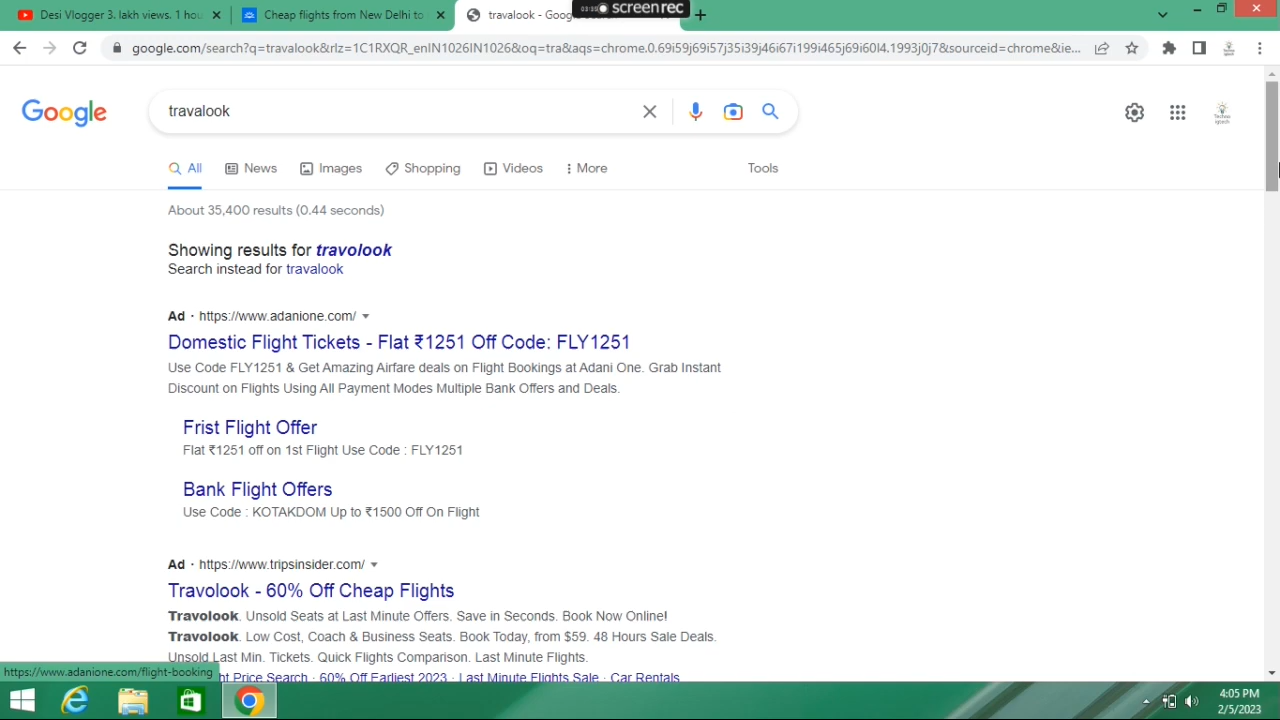 Desi Vlogger 3. lakh views. 1 hou
Cheap flights from New Delhi to
travalook - Google
screenrec
google.com/search?q=travalook&rlz=1C1RXQR_enIN1026IN1026&oq=tra&aqs=chrome.0.69i59j69i57j35i39j46i67i199i465j69i60l4.1993j0j7&sourceid=chrome&ie...
Google
travalook
Techno
All
News
Images
Shopping
Videos
More
Tools
About 35,400 results (0.44 seconds)
Showing results for travolook
Search instead for travalook
Ad · https://www.adanione.com/
Domestic Flight Tickets - Flat ₹1251 Off Code: FLY1251
Use Code FLY1251 & Get Amazing Airfare deals on Flight Bookings at Adani One. Grab Instant
Discount on Flights Using All Payment Modes Multiple Bank Offers and Deals.
Frist Flight Offer
Flat ₹1251 off on 1st Flight Use Code : FLY1251
Bank Flight Offers
Use Code : KOTAKDOM Up to ₹1500 Off On Flight
Ad · https://www.tripsinsider.com/
Travolook - 60% Off Cheap Flights
Travolook. Unsold Seats at Last Minute Offers. Save in Seconds. Book Now Online!
Travolook. Low Cost, Coach & Business Seats. Book Today, from $59. 48 Hours Sale Deals.
Unsold Last Min. Tickets. Quick Flights Comparison. Last Minute Flights.
Price Search · 60% Off Earliest 2023 · Last Minute Flights Sale · Car Rentals
https://www.adanione.com/flight-booking
4:05 PM
2/5/2023